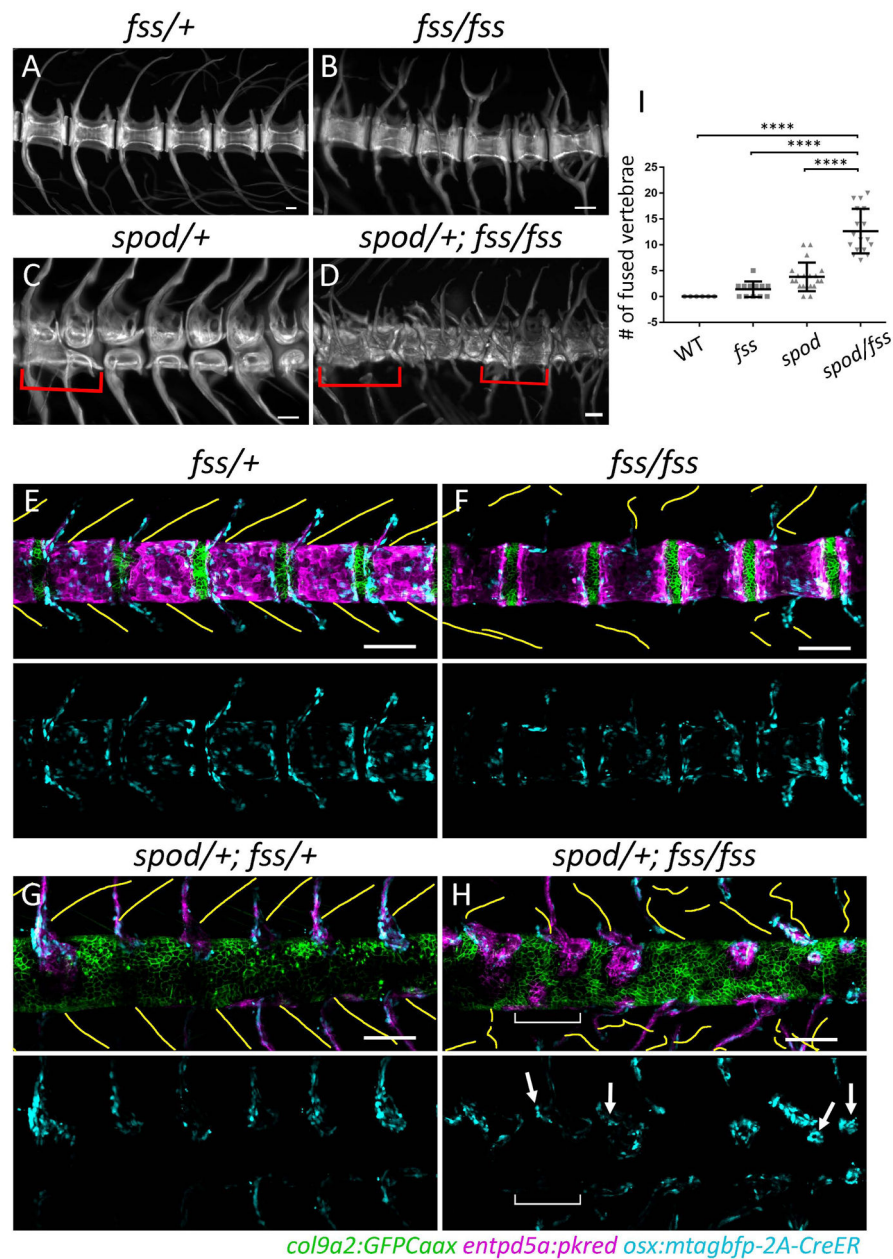 fss/+
fss/fss
A
B
I
****
****
****
25
20
15
10
5
0
-5
# of fused vertebrae
WT
fss
spod
spod/fss
spod/+
spod/+; fss/fss
C
D
fss/+
fss/fss
E
F
spod/+; fss/+
spod/+; fss/fss
G
H
col9a2:GFPCaax entpd5a:pkred osx:mtagbfp-2A-CreER